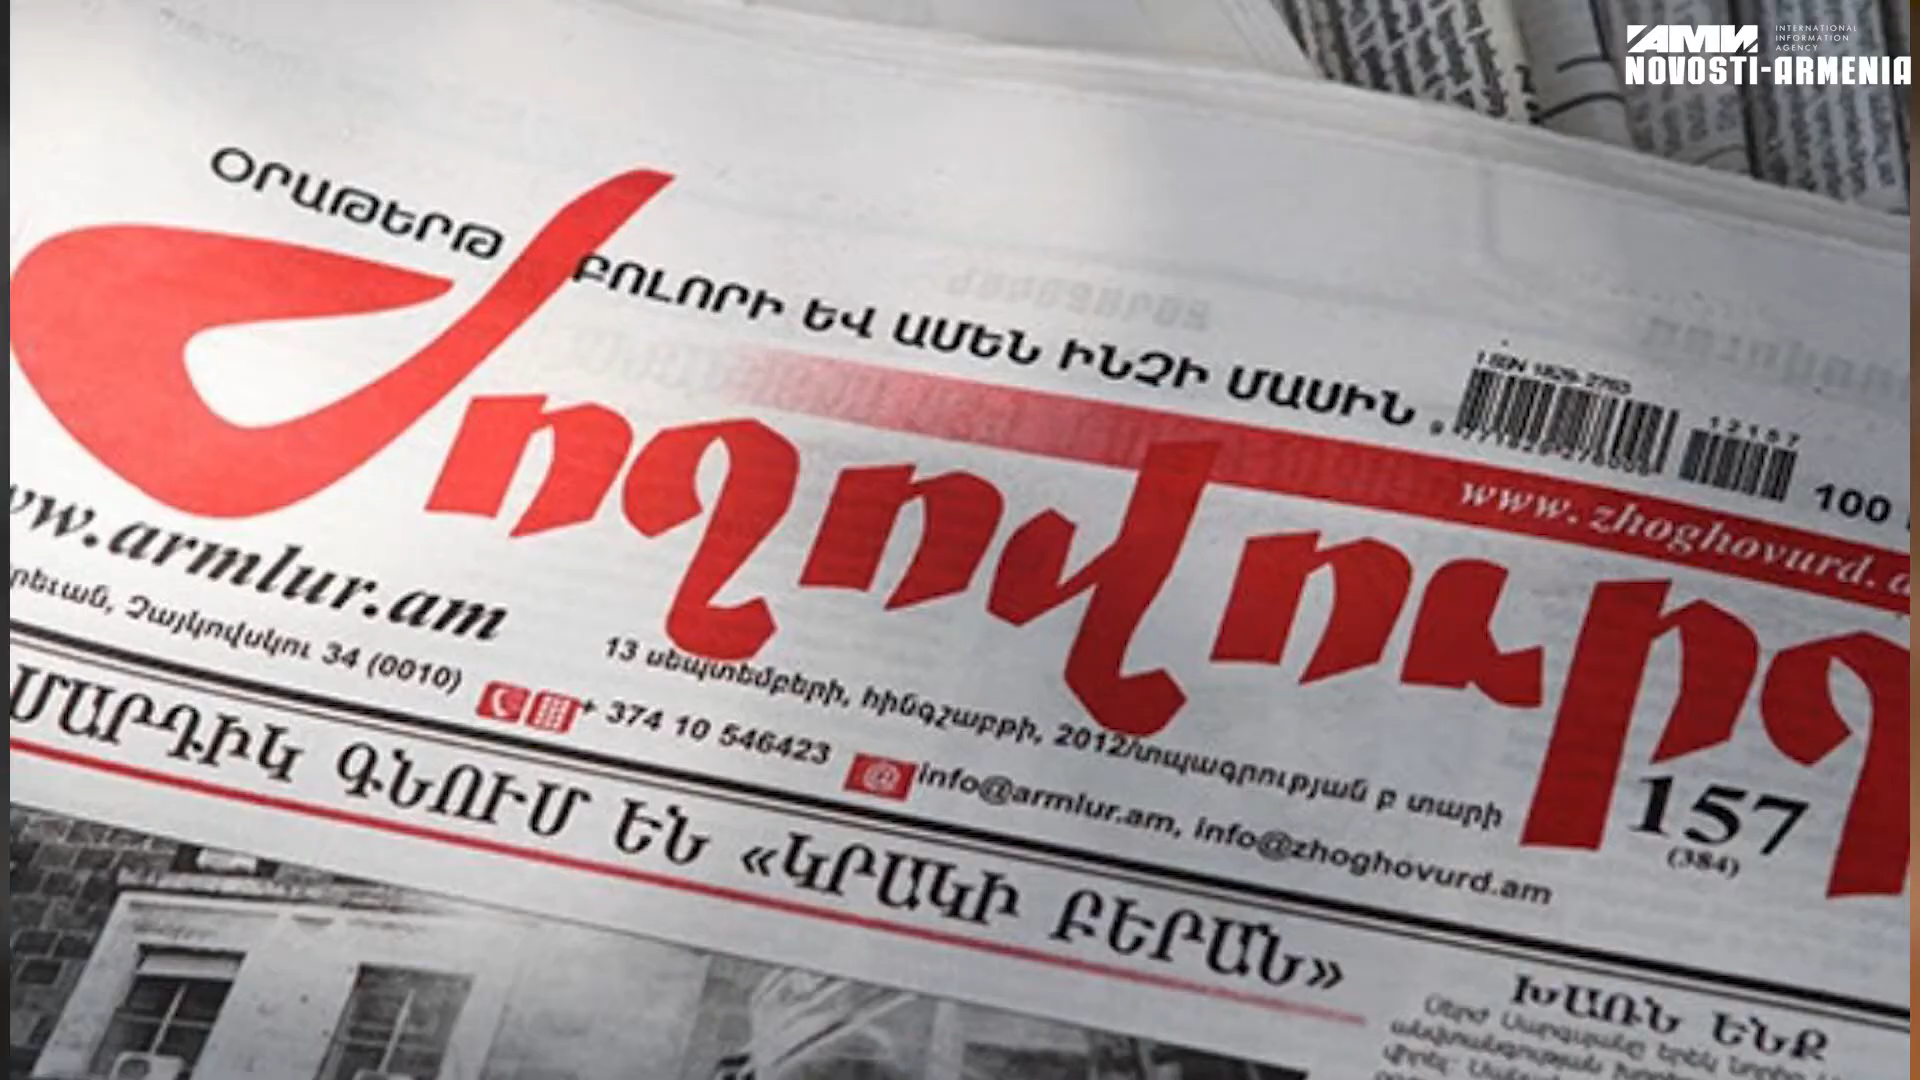 INTERNATIONAL
INFORMATION
AGENCY
NOVOSTI-ARMENIA
ՕՐԱԹԵՐԹ ԲՈԼՈՐԻ ԵՎ ԱՄԵՆ ԻՆՉԻ ՄԱՍԻՆ
12157
100
www.zhoghovurd.a
Ժողովուրդ
ww.armlur.am
րեւան, Չայկովսկու 34 (0010)
+ 374 10 546423
info@armlur.am, info@zhoghovurd.am
13 սեպտեմբերի, հինգշաբթի, 2012/տպագրության բ տարի
157
(384)
ՄԱՐԴԻԿ ԳՆՈՒՄ ԵՆ «ԿՐԱԿԻ ԲԵՐԱՆ»
ԽԱՌՆ ԵՆՔ